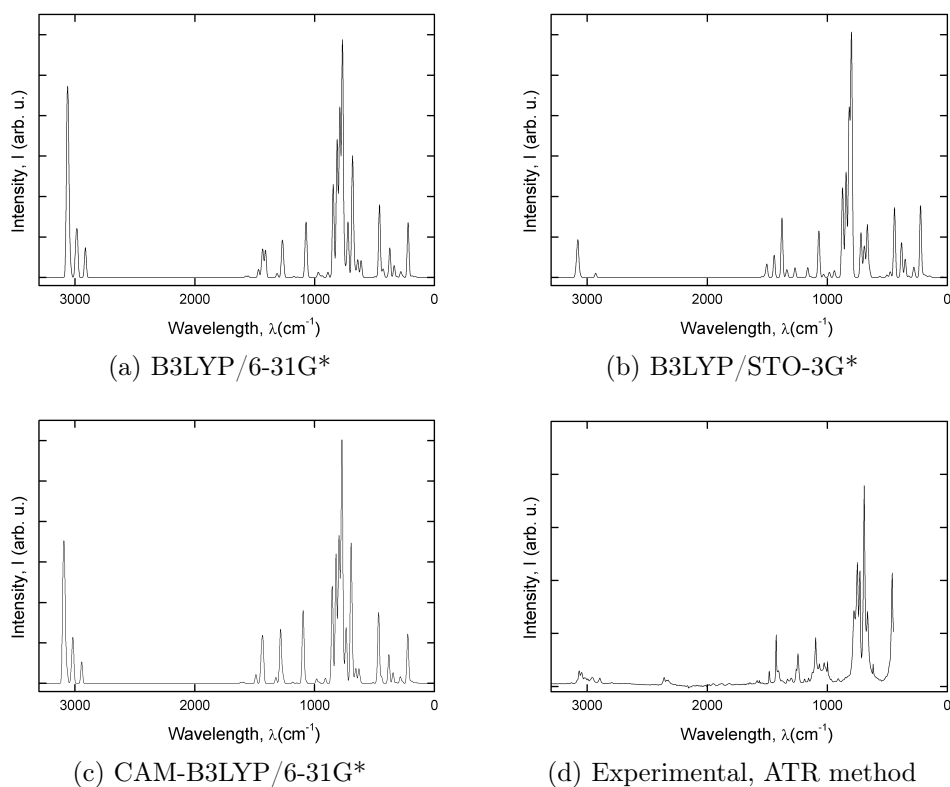 Intensity, I (arb. u.)
3000 2000 1000 0
Wavelength, λ(cm⁻¹)
(a) B3LYP/6-31G*
Intensity, I (arb. u.)
3000 2000 1000 0
Wavelength, λ(cm⁻¹)
(b) B3LYP/STO-3G*
Intensity, I (arb. u.)
3000 2000 1000 0
Wavelength, λ(cm⁻¹)
(c) CAM-B3LYP/6-31G*
Intensity, I (arb. u.)
3000 2000 1000 0
Wavelength, λ(cm⁻¹)
(d) Experimental, ATR method